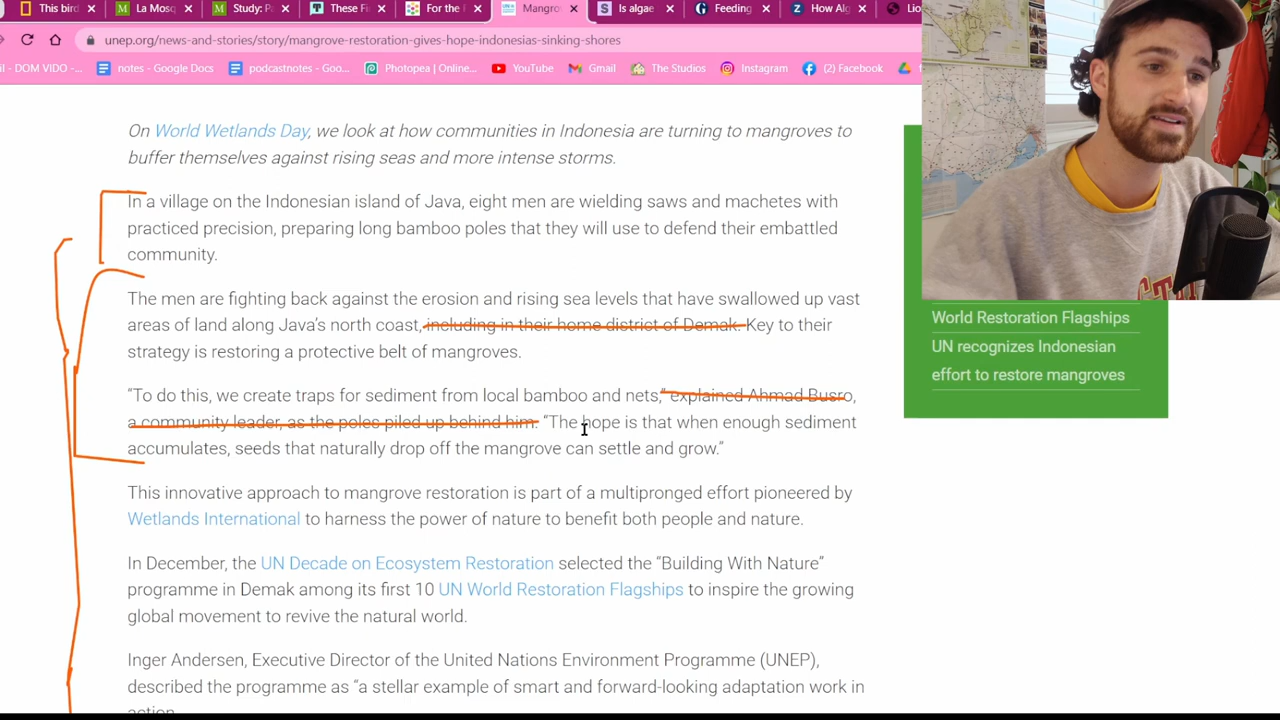 This bird
La Mosq
Study: P
These Fi
For the
Mangro
Is algae
Feeding
How Alg
Lio
unep.org/news-and-stories/story/mangrove-restoration-gives-hope-indonesias-sinking-shores
il - DOM VIDO -...
notes - Google Docs
podcastnotes - Goo...
Photopea | Online...
YouTube
Gmail
The Studios
Instagram
(2) Facebook
On World Wetlands Day, we look at how communities in Indonesia are turning to mangroves to
buffer themselves against rising seas and more intense storms.
In a village on the Indonesian island of Java, eight men are wielding saws and machetes with
practiced precision, preparing long bamboo poles that they will use to defend their embattled
community.
The men are fighting back against the erosion and rising sea levels that have swallowed up vast
areas of land along Java’s north coast, including in their home district of Demak. Key to their
strategy is restoring a protective belt of mangroves.
“To do this, we create traps for sediment from local bamboo and nets,” explained Ahmad Busro,
a community leader, as the poles piled up behind him. “The hope is that when enough sediment
accumulates, seeds that naturally drop off the mangrove can settle and grow.”
This innovative approach to mangrove restoration is part of a multipronged effort pioneered by
Wetlands International to harness the power of nature to benefit both people and nature.
In December, the UN Decade on Ecosystem Restoration selected the “Building With Nature”
programme in Demak among its first 10 UN World Restoration Flagships to inspire the growing
global movement to revive the natural world.
Inger Andersen, Executive Director of the United Nations Environment Programme (UNEP),
described the programme as “a stellar example of smart and forward-looking adaptation work in
action.
World Restoration Flagships
UN recognizes Indonesian
effort to restore mangroves